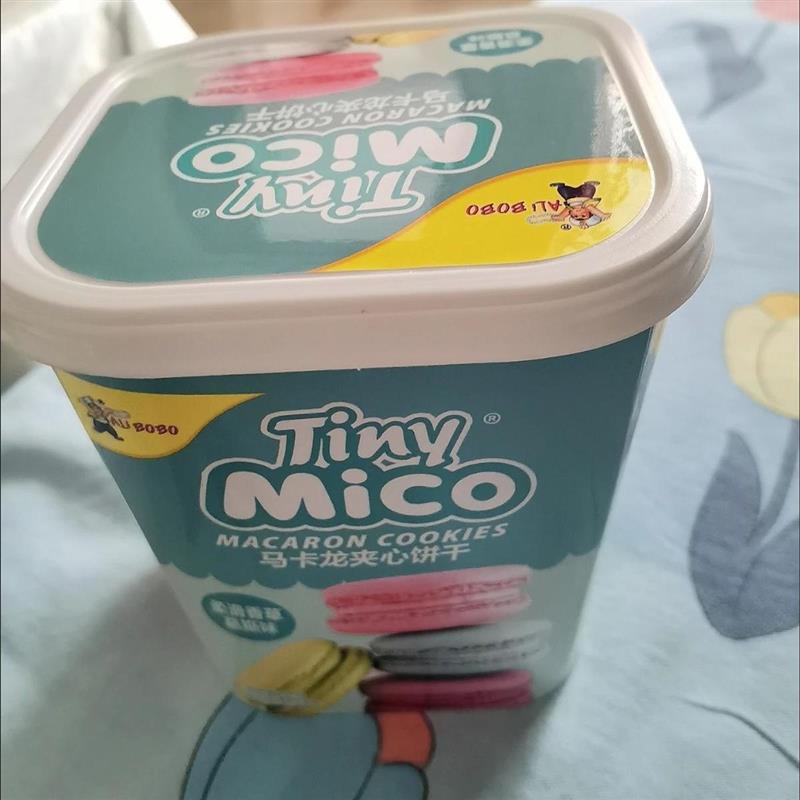 ALI BOBO
Tiny
MiCO
MACARON COOKIES
马卡龙夹心饼干
®
ALI BOBO
Tiny ®
MiCO
MACARON COOKIES
马卡龙夹心饼干